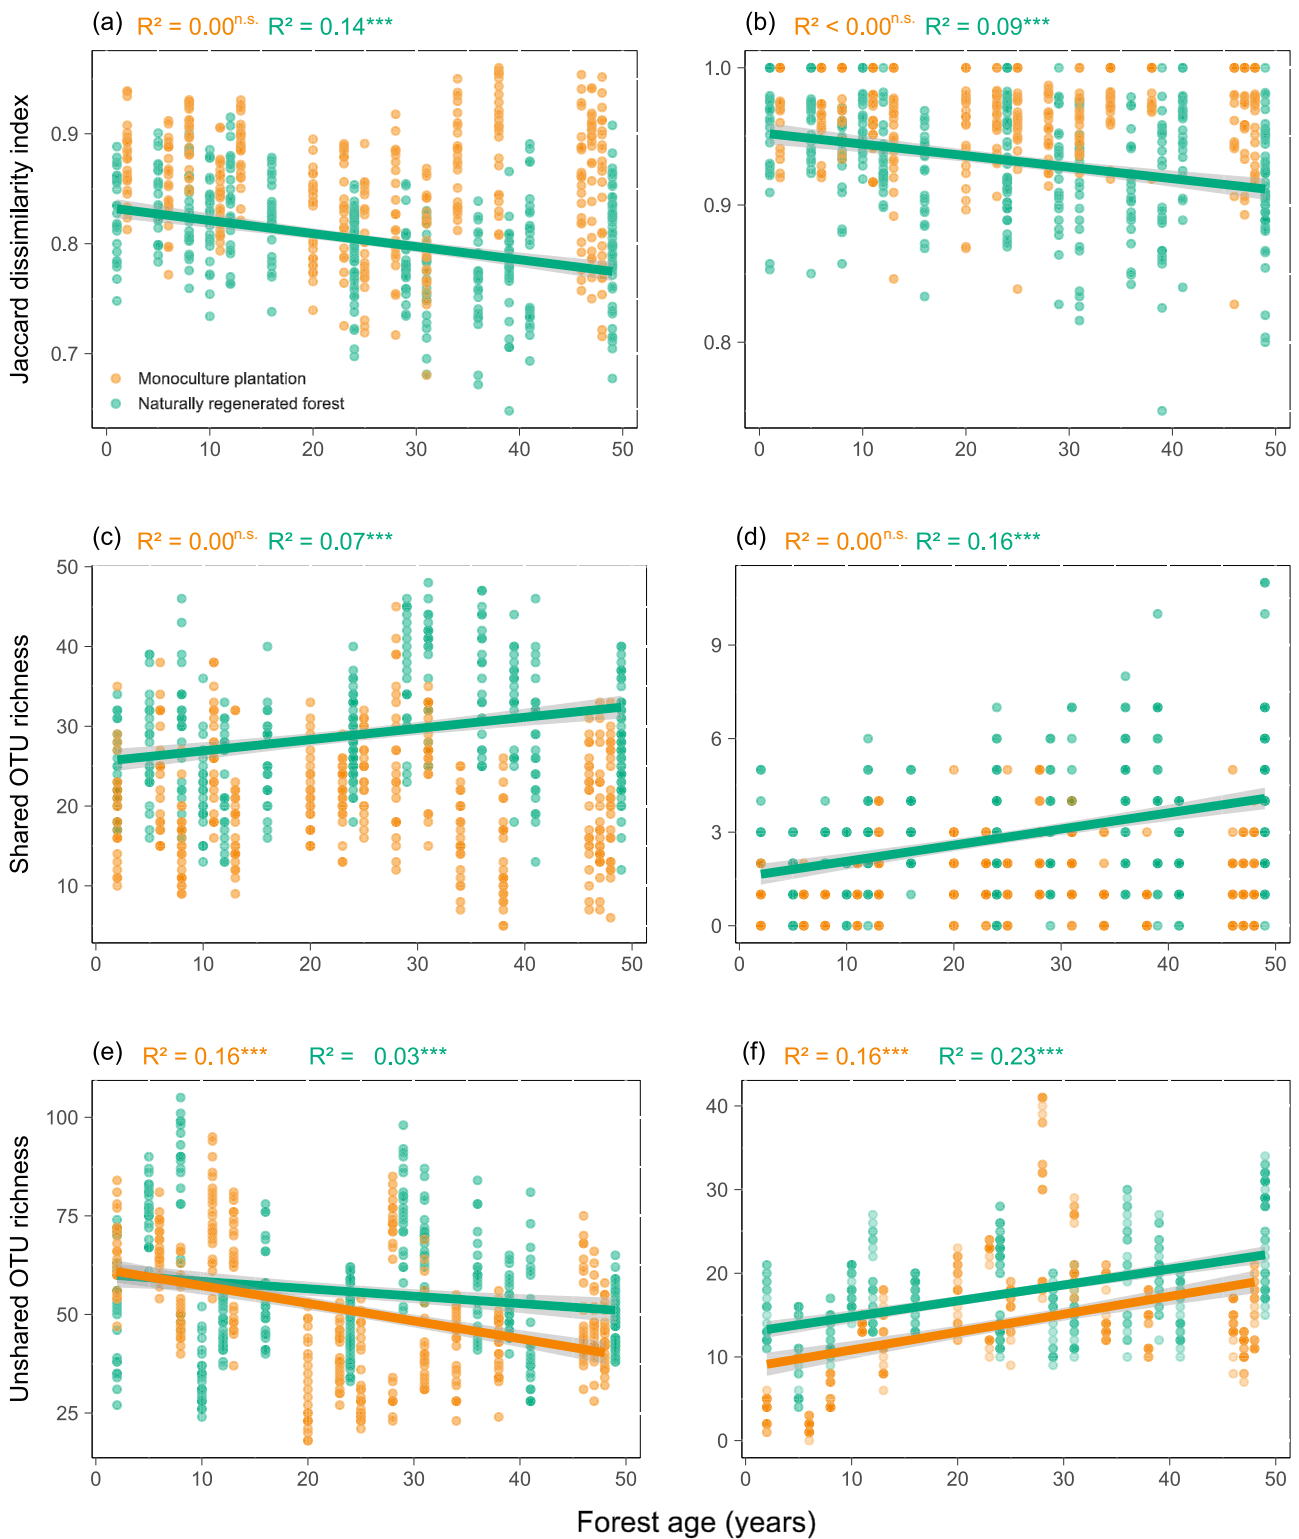 (a) R² = 0.00n.s. R² = 0.14***
(b) R² < 0.00n.s. R² = 0.09***
Jaccard dissimilarity index
0.9
0.8
0.7
Monoculture plantation
Naturally regenerated forest
0 10 20 30 40 50
1.0
0.9
0.8
0 10 20 30 40 50
(c) R² = 0.00n.s. R² = 0.07***
(d) R² = 0.00n.s. R² = 0.16***
Shared OTU richness
50
40
30
20
10
0 10 20 30 40 50
9
6
3
0
0 10 20 30 40 50
(e) R² = 0.16*** R² = 0.03***
(f) R² = 0.16*** R² = 0.23***
Unshared OTU richness
100
75
50
25
0 10 20 30 40 50
40
30
20
10
0
0 10 20 30 40 50
Forest age (years)